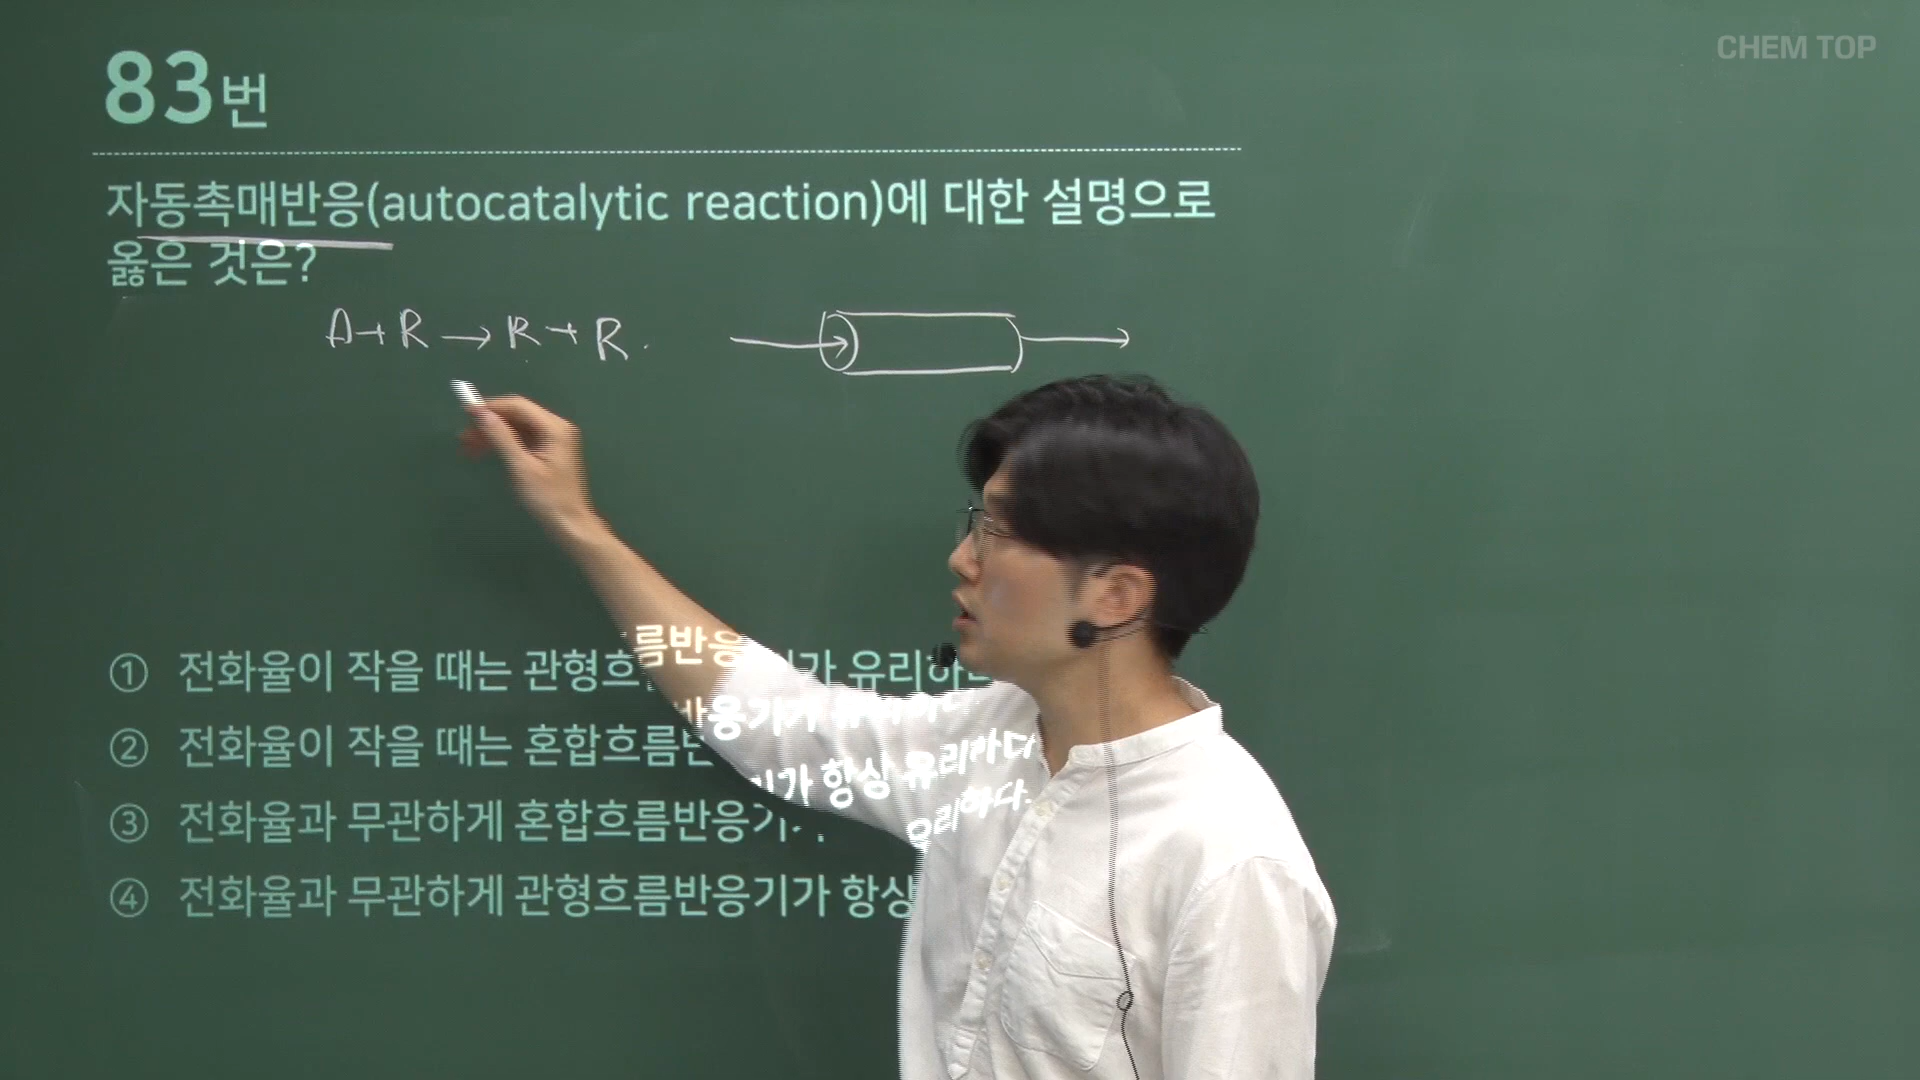 CHEM TOP
83번
자동촉매반응(autocatalytic reaction)에 대한 설명으로
옳은 것은?
A+R → R+R
① 전화율이 작을 때는 관형흐름반응기가 유리하다
② 전화율이 작을 때는 혼합흐름반응기가 유리하다
③ 전화율과 무관하게 혼합흐름반응기가 항상 유리하다
④ 전화율과 무관하게 관형흐름반응기가 항상 유리하다.